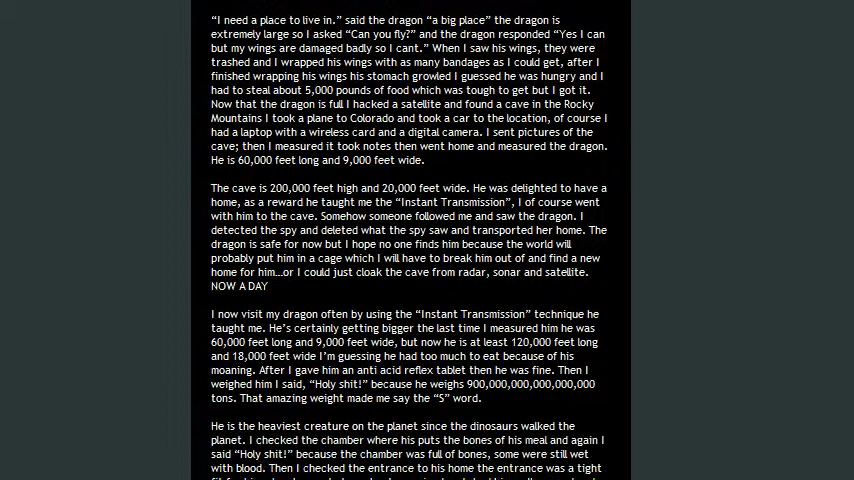 “I need a place to live in.” said the dragon “a big place” the dragon is
extremely large so I asked “Can you fly?” and the dragon responded “Yes I can
but my wings are damaged badly so I cant.” When I saw his wings, they were
trashed and I wrapped his wings with as many bandages as I could get, after I
finished wrapping his wings his stomach growled I guessed he was hungry and I
had to steal about 5,000 pounds of food which was tough to get but I got it.
Now that the dragon is full I hacked a satellite and found a cave in the Rocky
Mountains I took a plane to Colorado and took a car to the location, of course I
had a laptop with a wireless card and a digital camera. I sent pictures of the
cave; then I measured it took notes then went home and measured the dragon.
He is 60,000 feet long and 9,000 feet wide.
The cave is 200,000 feet high and 20,000 feet wide. He was delighted to have a
home, as a reward he taught me the “Instant Transmission”, I of course went
with him to the cave. Somehow someone followed me and saw the dragon. I
detected the spy and deleted what the spy saw and transported her home. The
dragon is safe for now but I hope no one finds him because the world will
probably put him in a cage which I will have to break him out of and find a new
home for him…or I could just cloak the cave from radar, sonar and satellite.
NOW A DAY
I now visit my dragon often by using the “Instant Transmission” technique he
taught me. He’s certainly getting bigger the last time I measured him he was
60,000 feet long and 9,000 feet wide, but now he is at least 120,000 feet long
and 18,000 feet wide I’m guessing he had too much to eat because of his
moaning. After I gave him an anti acid reflex tablet then he was fine. Then I
weighed him I said, “Holy shit!” because he weighs 900,000,000,000,000,000
tons. That amazing weight made me say the “S” word.
He is the heaviest creature on the planet since the dinosaurs walked the
planet. I checked the chamber where his puts the bones of his meal and again I
said “Holy shit!” because the chamber was full of bones, some were still wet
with blood. Then I checked the entrance to his home the entrance was a tight